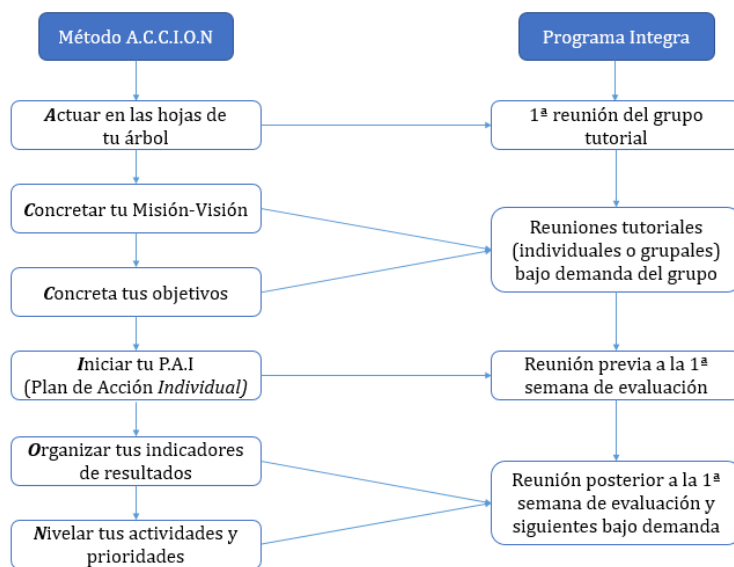 Método A.C.C.I.O.N
Programa Integra
Actuar en las hojas de
tu árbol
1ª reunión del grupo
tutorial
Concretar tu Misión-Visión
Reuniones tutoriales
(individuales o grupales)
bajo demanda del grupo
Concreta tus objetivos
Iniciar tu P.A.I
(Plan de Acción Individual)
Reunión previa a la 1ª
semana de evaluación
Organizar tus indicadores
de resultados
Reunión posterior a la 1ª
semana de evaluación y
siguientes bajo demanda
Nivelar tus actividades y
prioridades